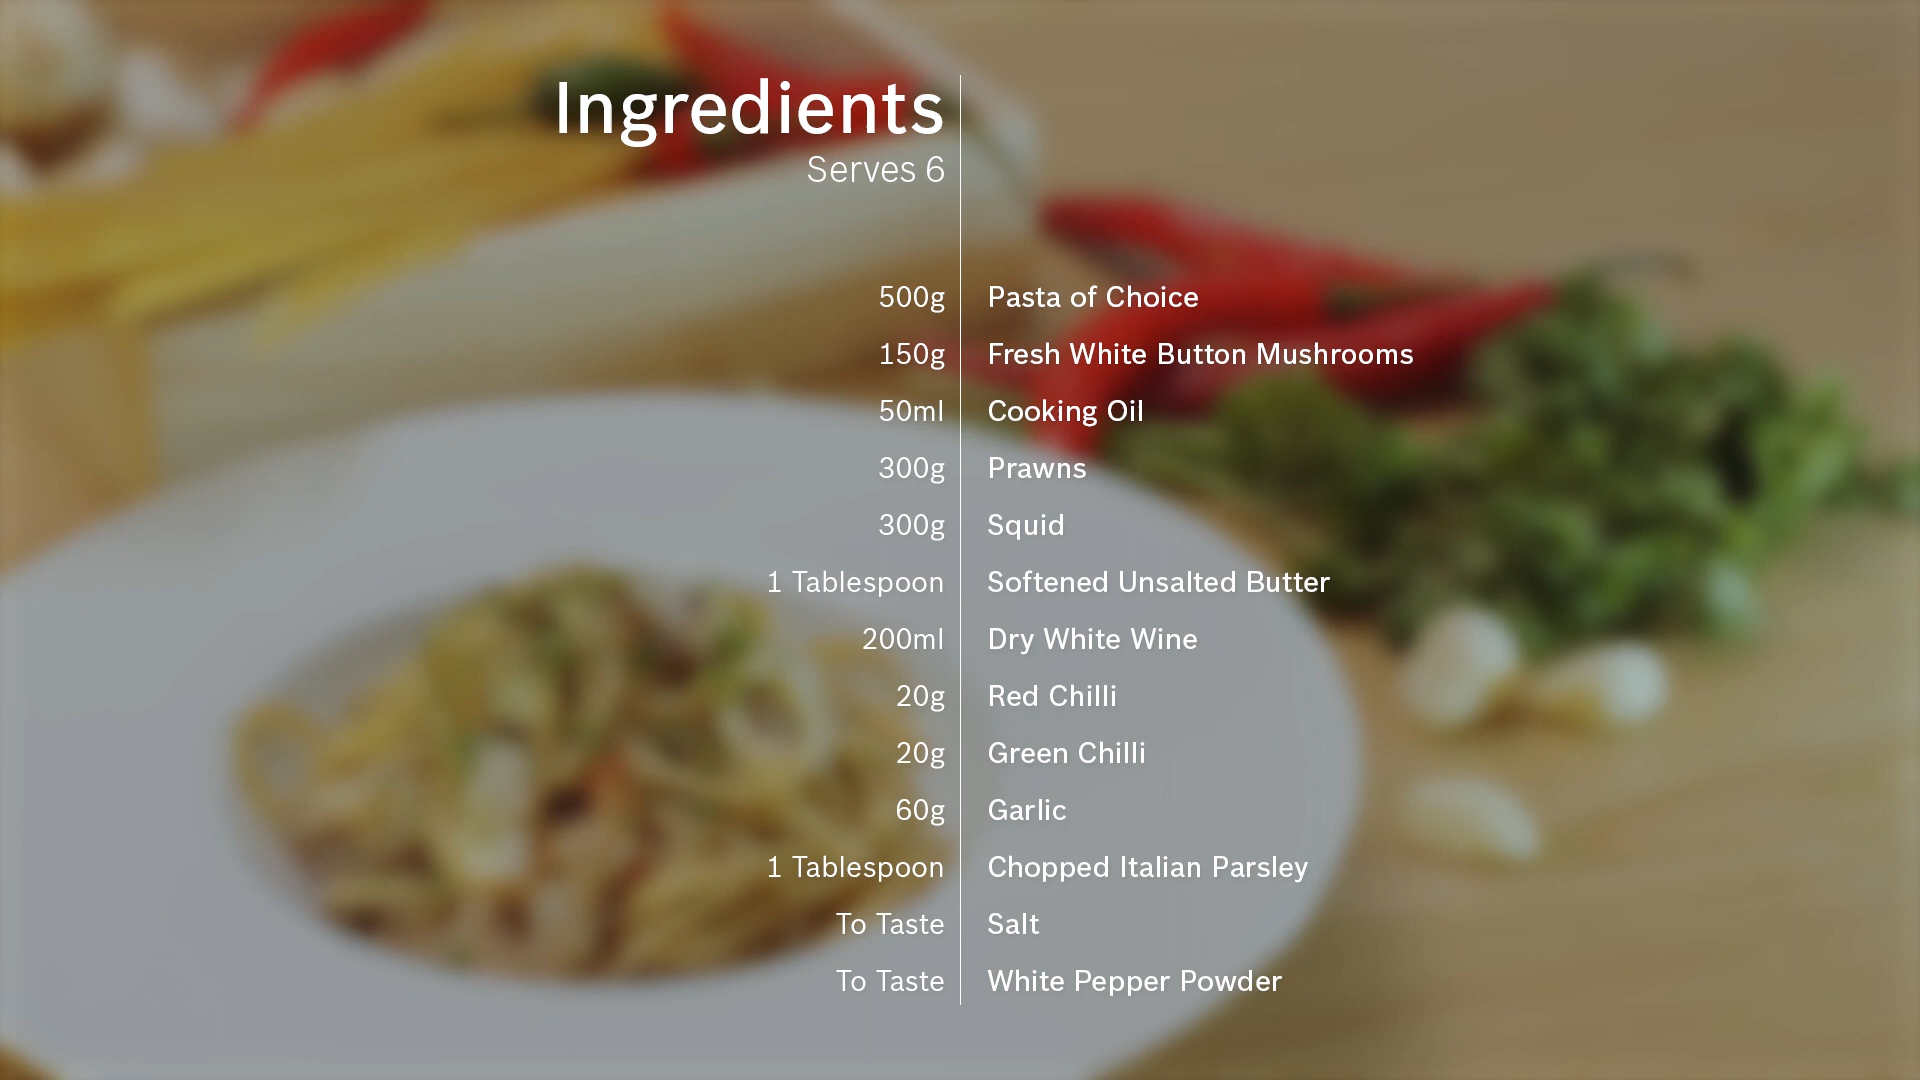 Ingredients
Serves 6
500g Pasta of Choice
150g Fresh White Button Mushrooms
50ml Cooking Oil
300g Prawns
300g Squid
1 Tablespoon Softened Unsalted Butter
200ml Dry White Wine
20g Red Chilli
20g Green Chilli
60g Garlic
1 Tablespoon Chopped Italian Parsley
To Taste Salt
To Taste White Pepper Powder